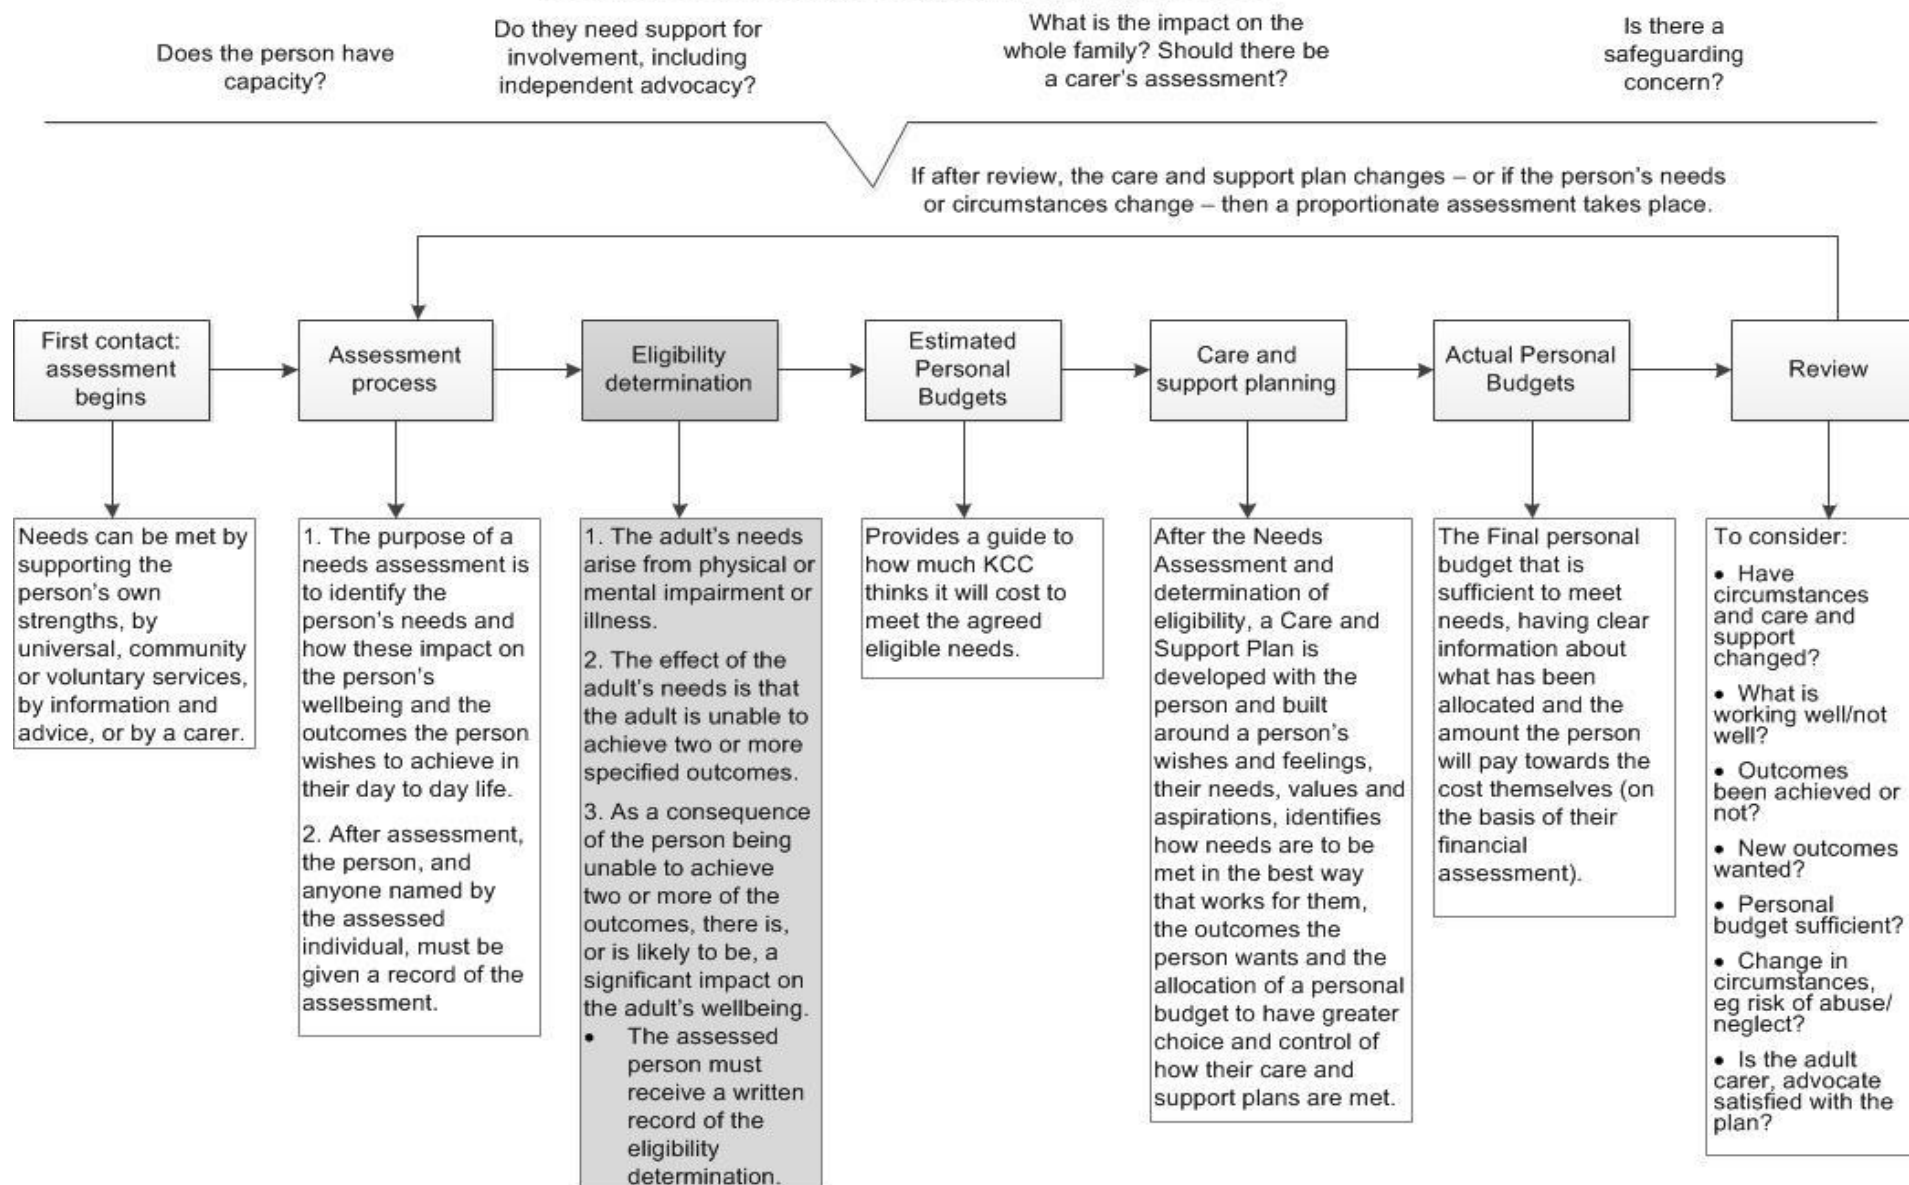 Does the person have
capacity?
Do they need support for
involvement, including
independent advocacy?
What is the impact on the
whole family? Should there be
a carer's assessment?
Is there a
safeguarding
concern?
If after review, the care and support plan changes – or if the person's needs
or circumstances change – then a proportionate assessment takes place.
First contact:
assessment
begins
Assessment
process
Eligibility
determination
Estimated
Personal
Budgets
Care and
support planning
Actual Personal
Budgets
Review
Needs can be met by
supporting the
person's own
strengths, by
universal, community
or voluntary services,
by information and
advice, or by a carer.
1. The purpose of a
needs assessment is
to identify the
person's needs and
how these impact on
the person's
wellbeing and the
outcomes the person
wishes to achieve in
their day to day life.
2. After assessment,
the person, and
anyone named by
the assessed
individual, must be
given a record of the
assessment.
1. The adult's needs
arise from physical or
mental impairment or
illness.
2. The effect of the
adult's needs is that
the adult is unable to
achieve two or more
specified outcomes.
3. As a consequence
of the person being
unable to achieve
two or more of the
outcomes, there is,
or is likely to be, a
significant impact on
the adult's wellbeing.
• The assessed
person must
receive a written
record of the
eligibility
determination.
Provides a guide to
how much KCC
thinks it will cost to
meet the agreed
eligible needs.
After the Needs
Assessment and
determination of
eligibility, a Care and
Support Plan is
developed with the
person and built
around a person's
wishes and feelings,
their needs, values and
aspirations, identifies
how needs are to be
met in the best way
that works for them,
the outcomes the
person wants and the
allocation of a personal
budget to have greater
choice and control of
how their care and
support plans are met.
The Final personal
budget that is
sufficient to meet
needs, having clear
information about
what has been
allocated and the
amount the person
will pay towards the
cost themselves (on
the basis of their
financial
assessment).
To consider:
• Have
circumstances
and care and
support
changed?
• What is
working well/not
well?
• Outcomes
been achieved or
not?
• New outcomes
wanted?
• Personal
budget sufficient?
• Change in
circumstances,
eg risk of abuse/
neglect?
• Is the adult
carer, advocate
satisfied with the
plan?